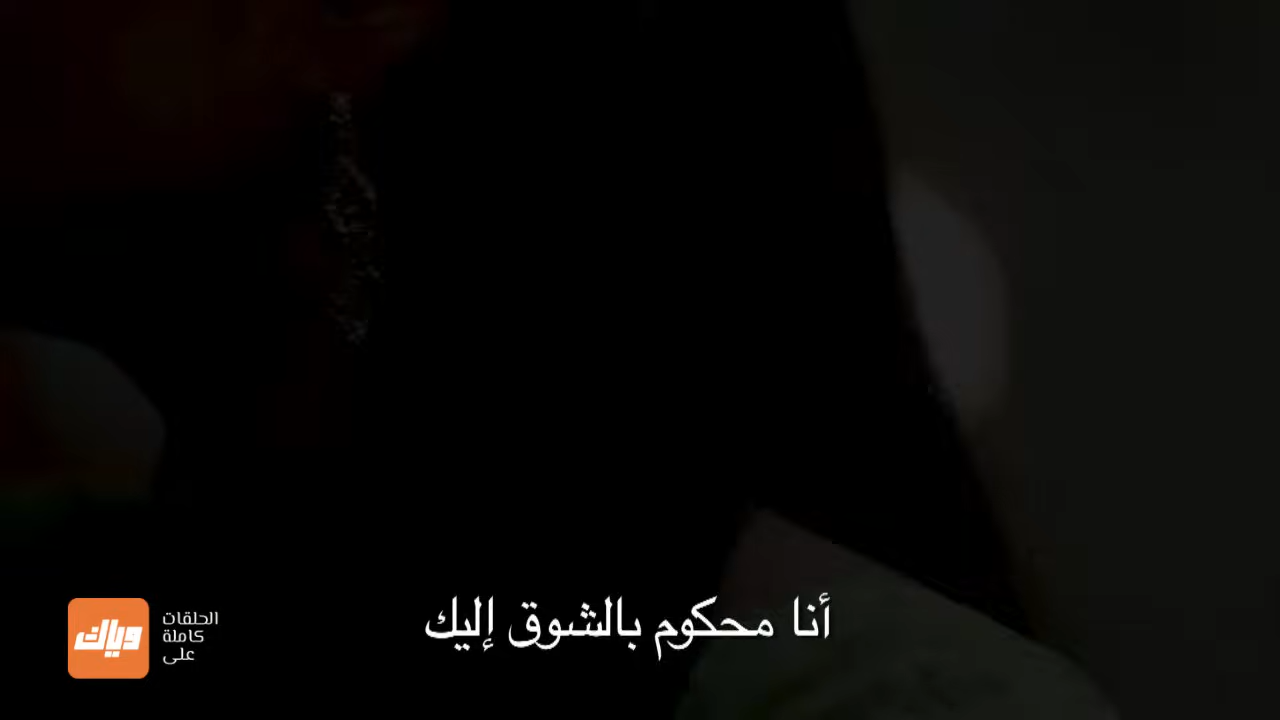 أنا محكوم بالشوق إليك
الحلقات
كاملة
على
وياك